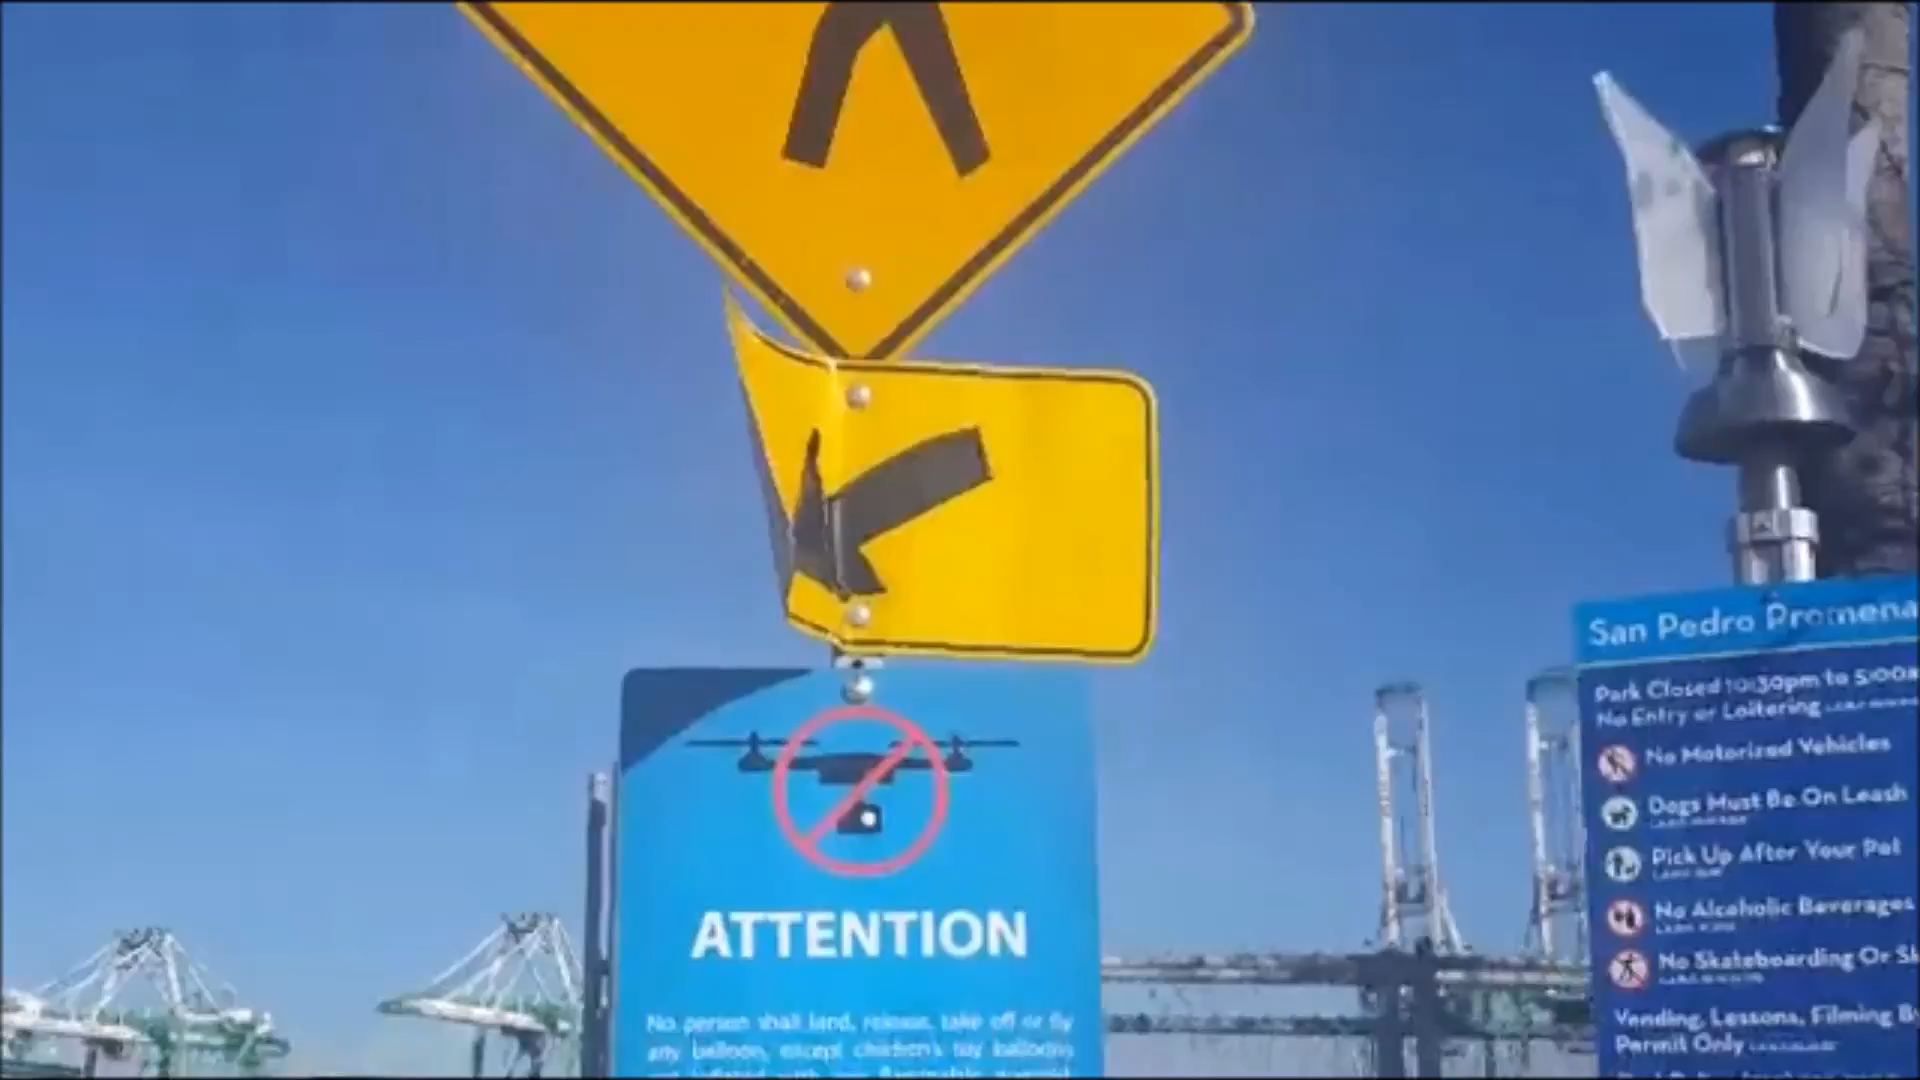 ATTENTION
No person shall land, release, take off or fly
any balloon, except children's toy balloons
San Pedro Promena
Park Closed 10:30pm to 5:00a
No Entry or Loitering
No Motorized Vehicles
Dogs Must Be On Leash
Pick Up After Your Pet
No Alcoholic Beverages
No Skateboarding Or Sk
Vending, Lessons, Filming By
Permit Only